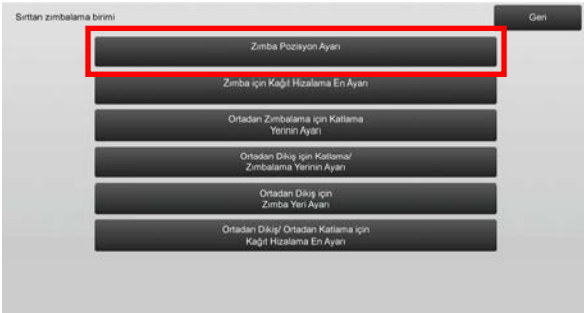 Sırttan zımbalama birimi
Geri
Zımba Pozisyon Ayarı
Zımba için Kağıt Hizalama En Ayarı
Ortadan Zımbalama için Katlama
Yerinin Ayarı
Ortadan Dikiş için Katlama/
Zımbalama Yerinin Ayarı
Ortadan Dikiş için
Zımba Yeri Ayarı
Ortadan Dikiş/ Ortadan Katlama için
Kağıt Hizalama En Ayarı